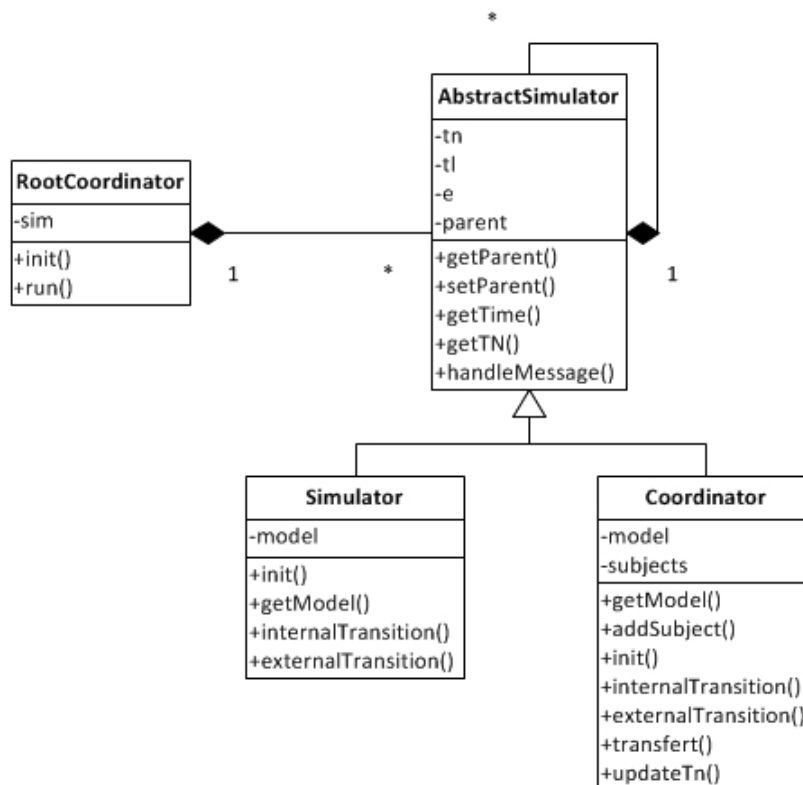 *
AbstractSimulator
-tn
-tl
-e
-parent
+getParent()
+setParent()
+getTime()
+getTN()
+handleMessage()
RootCoordinator
-sim
+init()
+run()
1
*
1
Simulator
-model
+init()
+getModel()
+internalTransition()
+externalTransition()
Coordinator
-model
-subjects
+getModel()
+addSubject()
+init()
+internalTransition()
+externalTransition()
+transfert()
+updateTn()